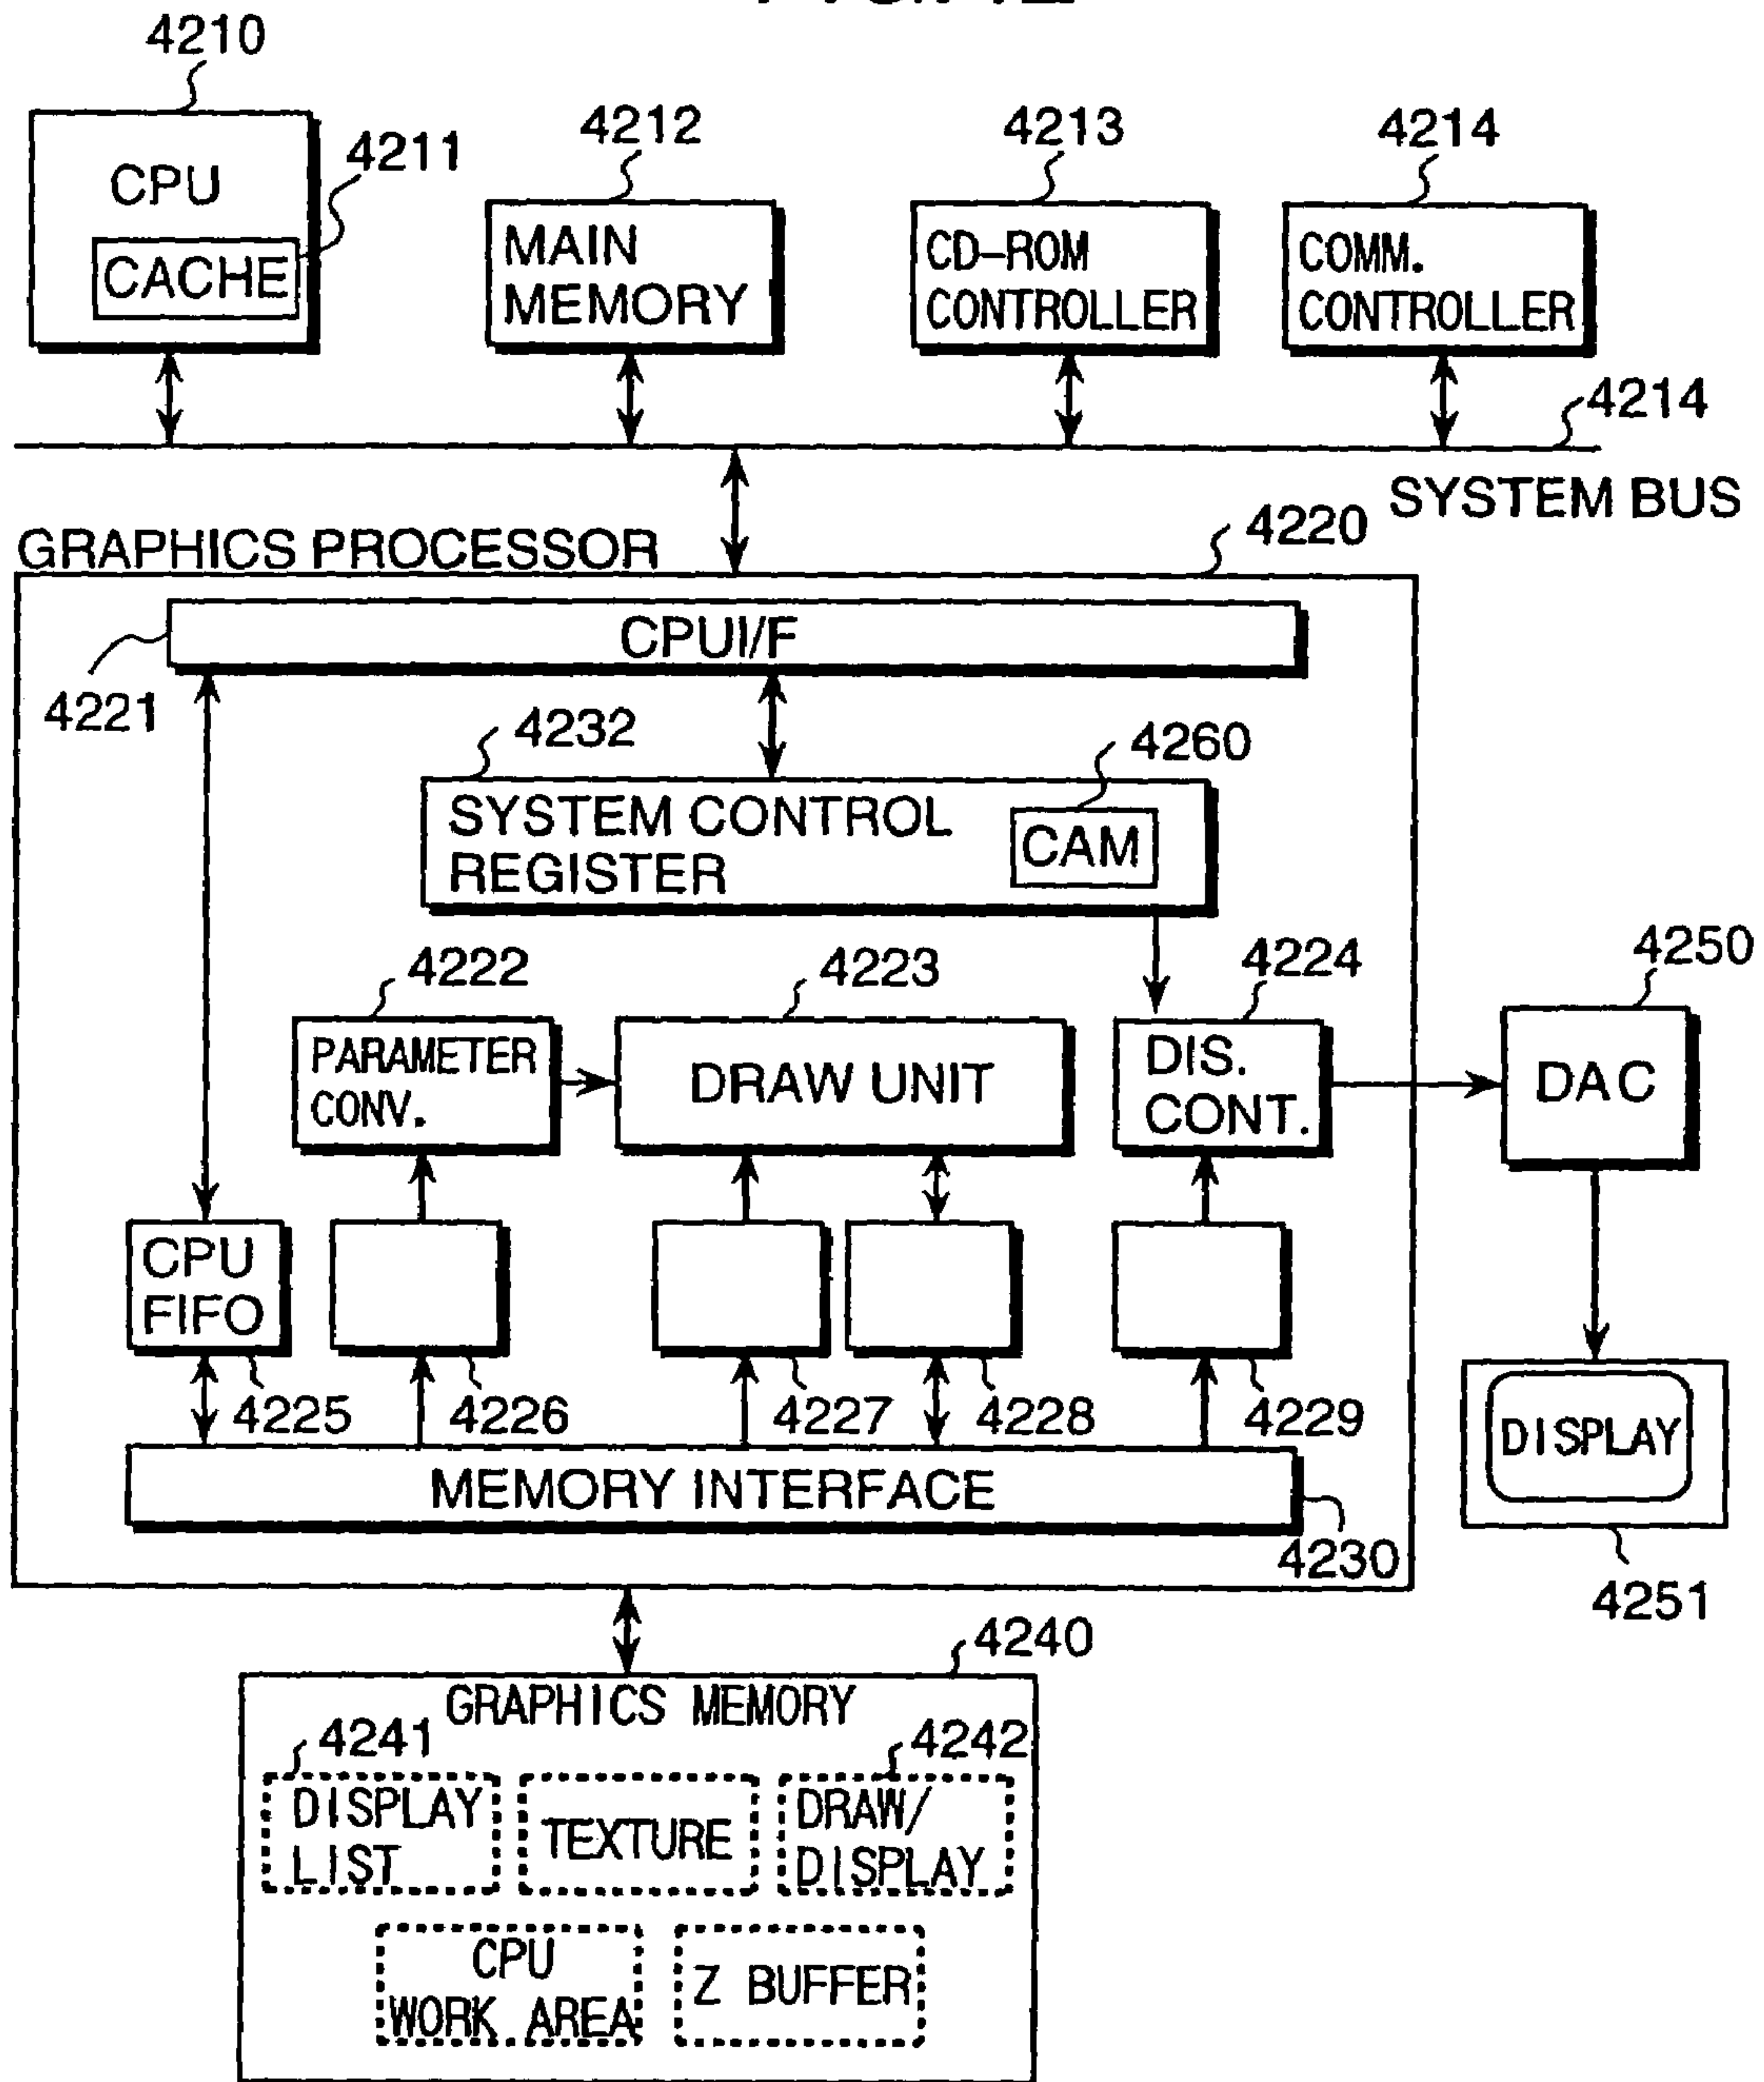 4210
4211
4212
4213
4214
CPU
CACHE
MAIN
MEMORY
CD-ROM
CONTROLLER
COMM.
CONTROLLER
4214
SYSTEM BUS
GRAPHICS PROCESSOR
4220
CPUI/F
4221
4232
4260
SYSTEM CONTROL
REGISTER
CAM
4222
4223
4224
4250
PARAMETER
CONV.
DRAW UNIT
DIS.
CONT.
DAC
CPU
FIFO
4225
4226
4227
4228
4229
DISPLAY
MEMORY INTERFACE
4230
4251
4240
GRAPHICS MEMORY
4241
4242
DISPLAY
LIST
TEXTURE
DRAW/
DISPLAY
CPU
WORK AREA
Z BUFFER